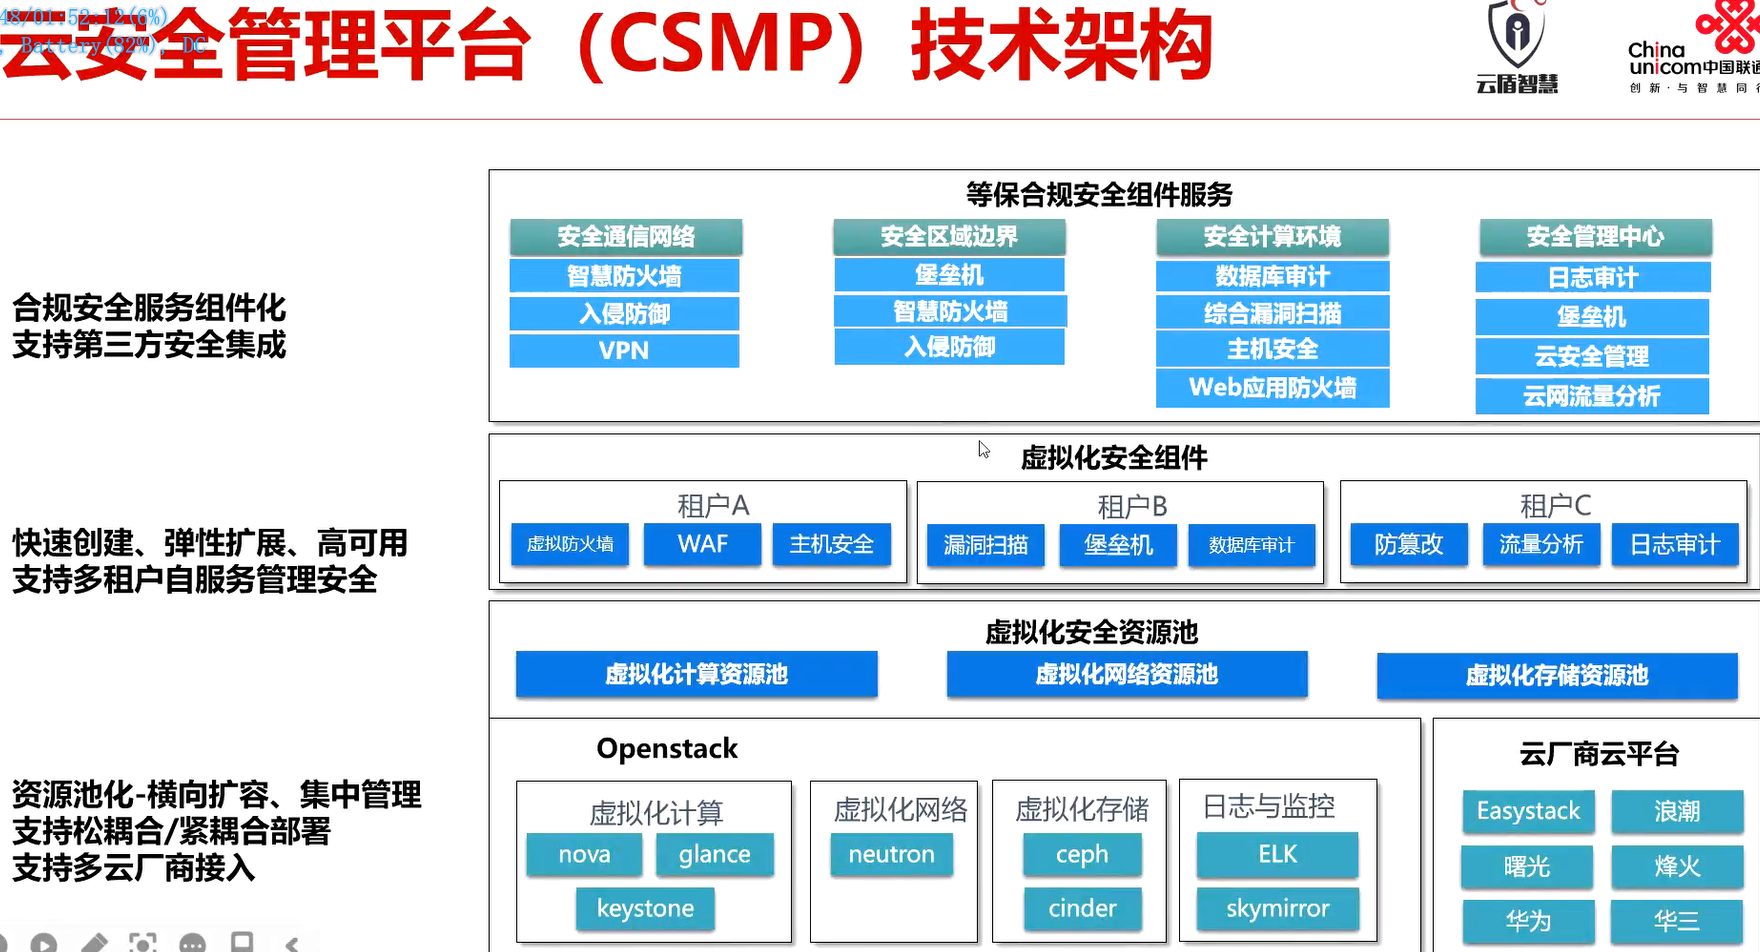 48/01:52:12(6%)
, Battery(82%), DC
云安全管理平台（CSMP）技术架构
云盾智慧
China
unicom中国联通
创新·与智慧同行
等保合规安全组件服务
安全通信网络
智慧防火墙
入侵防御
VPN
安全区域边界
堡垒机
智慧防火墙
入侵防御
安全计算环境
数据库审计
综合漏洞扫描
主机安全
Web应用防火墙
安全管理中心
日志审计
堡垒机
云安全管理
云网流量分析
合规安全服务组件化
支持第三方安全集成
虚拟化安全组件
租户A
虚拟防火墙
WAF
主机安全
租户B
漏洞扫描
堡垒机
数据库审计
租户C
防篡改
流量分析
日志审计
快速创建、弹性扩展、高可用
支持多租户自服务管理安全
虚拟化安全资源池
虚拟化计算资源池
虚拟化网络资源池
虚拟化存储资源池
资源池化-横向扩容、集中管理
支持松耦合/紧耦合部署
支持多云厂商接入
Openstack
虚拟化计算
nova
glance
keystone
虚拟化网络
neutron
虚拟化存储
ceph
cinder
日志与监控
ELK
skymirror
云厂商云平台
Easystack
浪潮
曙光
烽火
华为
华三